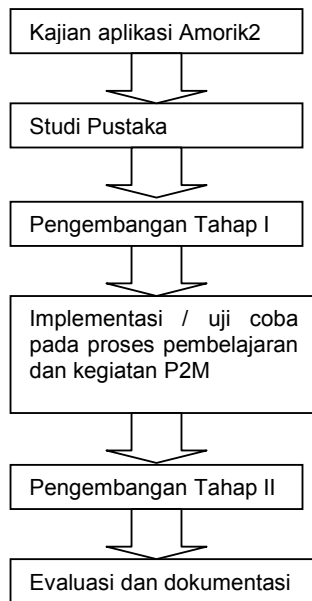 Kajian aplikasi Amorik2
Studi Pustaka
Pengembangan Tahap I
Implementasi / uji coba
pada proses pembelajaran
dan kegiatan P2M
Pengembangan Tahap II
Evaluasi dan dokumentasi